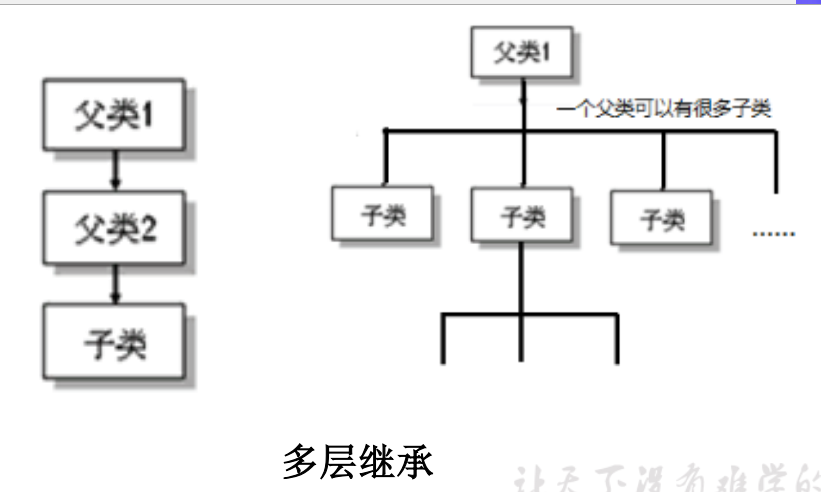 父类1
父类2
子类
父类1
一个父类可以有很多子类
子类
子类
子类
......
多层继承
让天下没有难学的